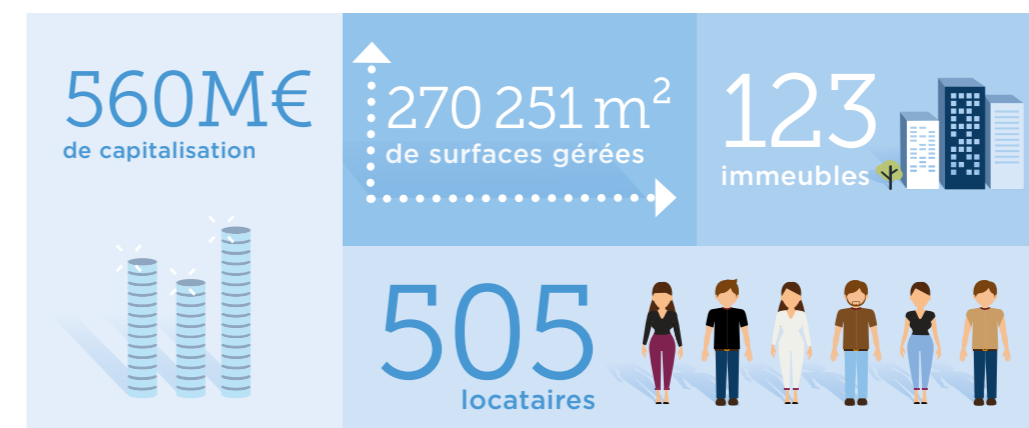 560M€
de capitalisation
270 251 m²
de surfaces gérées
123
immeubles
505
locataires